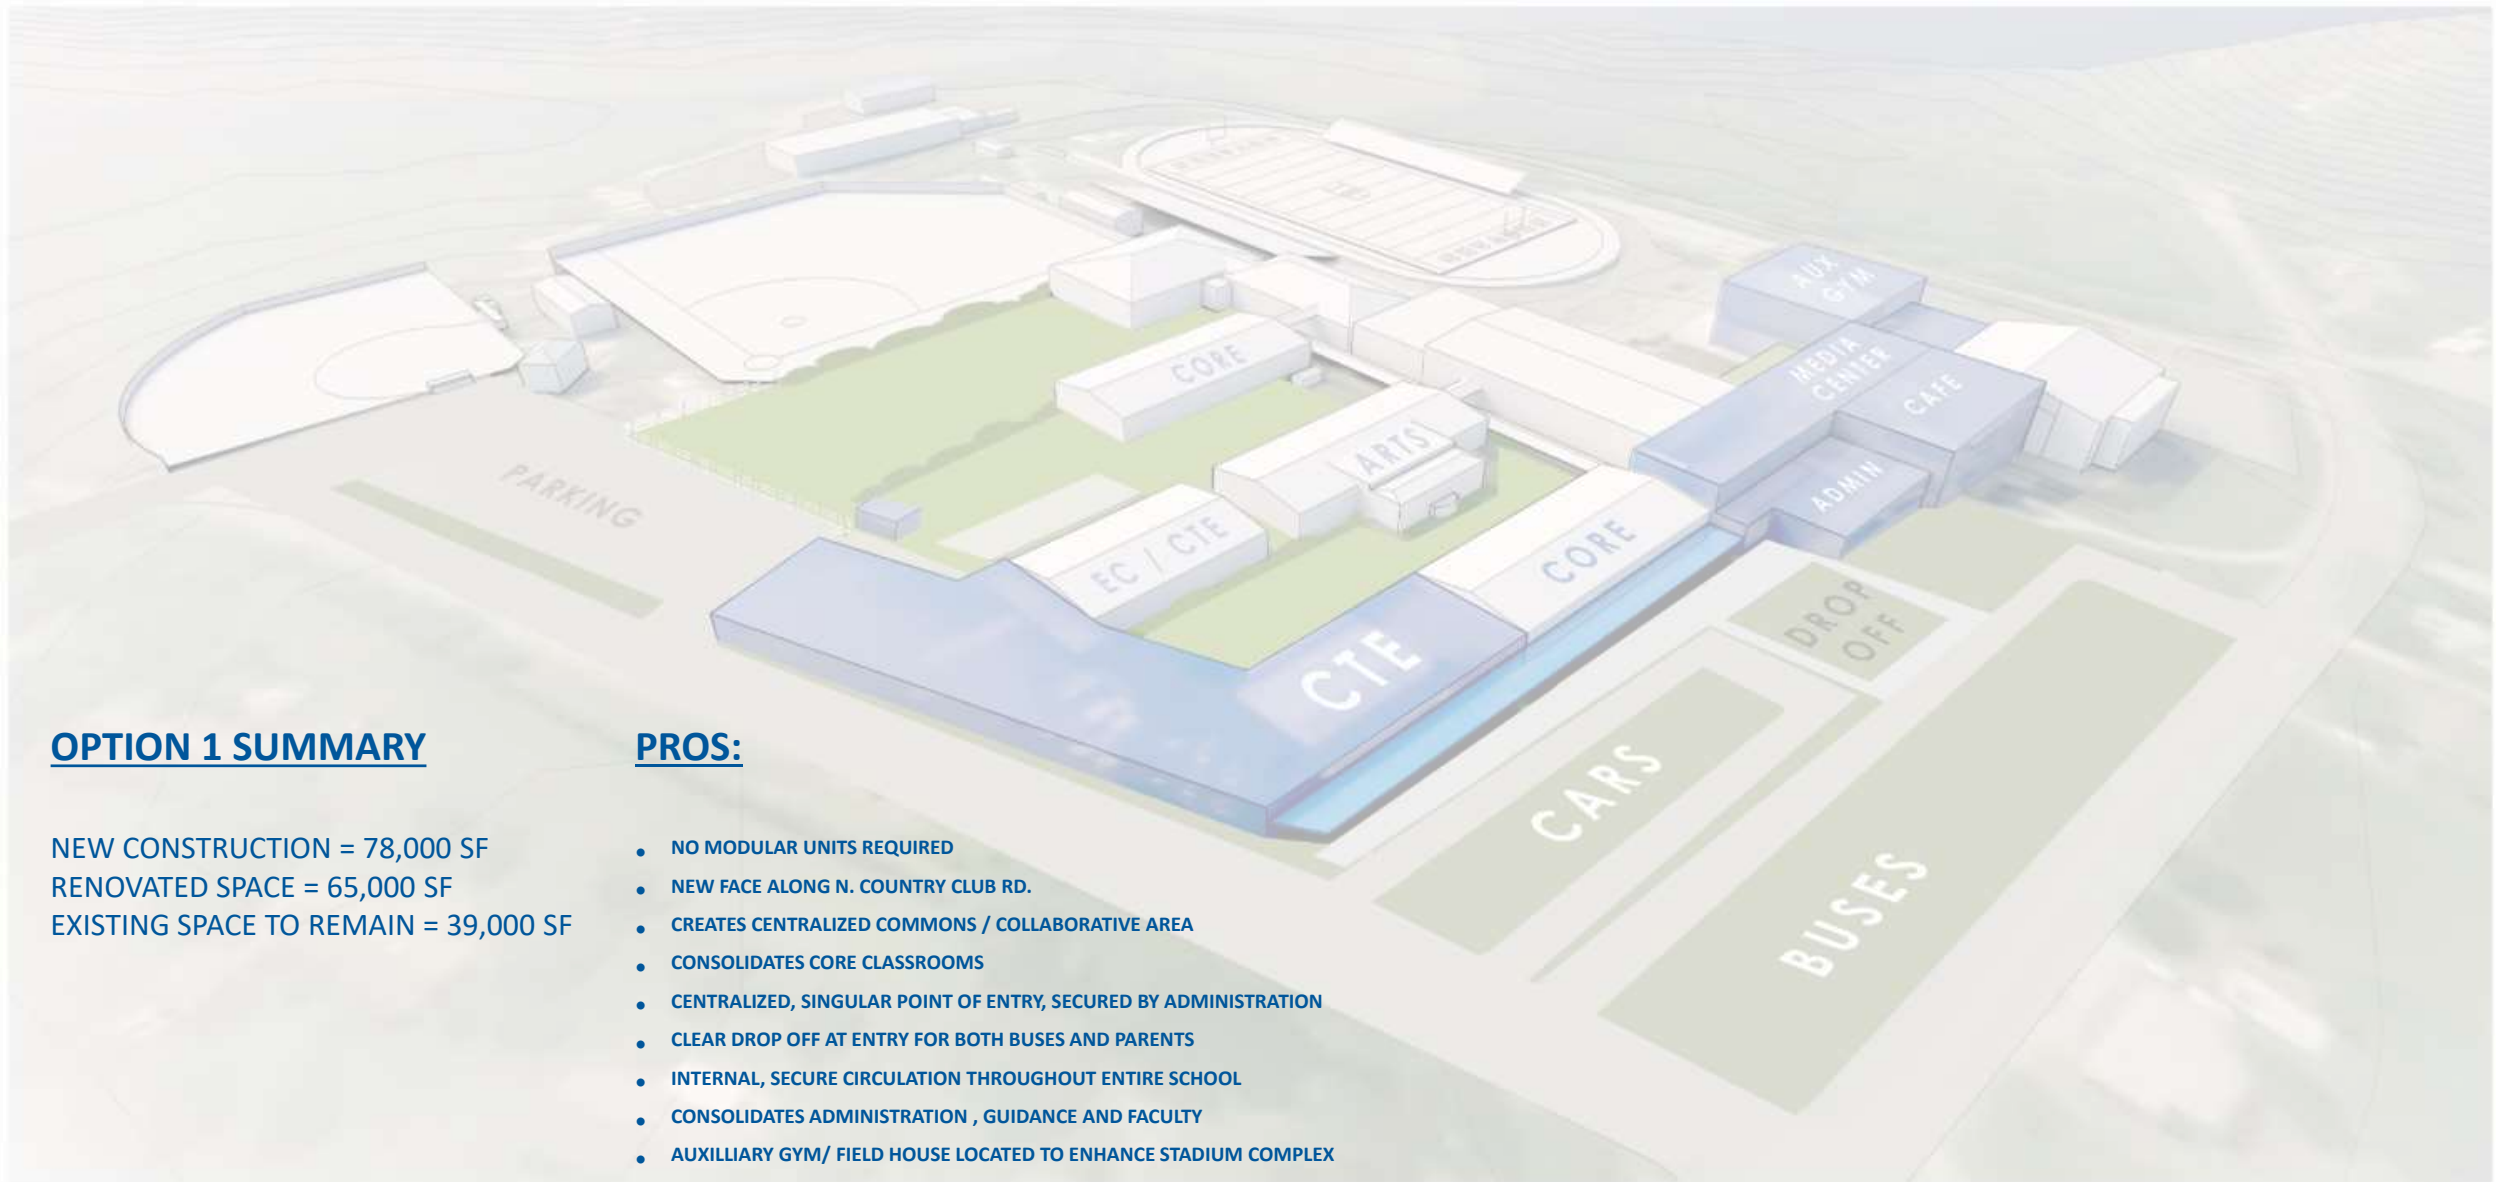 AUX
GYM
MEDIA
CENTER
CAFE
CORE
ARTS
ADMIN
PARKING
EC / CTE
CORE
DROP
OFF
CTE
CARS
BUSES
OPTION 1 SUMMARY
NEW CONSTRUCTION = 78,000 SF
RENOVATED SPACE = 65,000 SF
EXISTING SPACE TO REMAIN = 39,000 SF
PROS:
• NO MODULAR UNITS REQUIRED
• NEW FACE ALONG N. COUNTRY CLUB RD.
• CREATES CENTRALIZED COMMONS / COLLABORATIVE AREA
• CONSOLIDATES CORE CLASSROOMS
• CENTRALIZED, SINGULAR POINT OF ENTRY, SECURED BY ADMINISTRATION
• CLEAR DROP OFF AT ENTRY FOR BOTH BUSES AND PARENTS
• INTERNAL, SECURE CIRCULATION THROUGHOUT ENTIRE SCHOOL
• CONSOLIDATES ADMINISTRATION , GUIDANCE AND FACULTY
• AUXILLIARY GYM/ FIELD HOUSE LOCATED TO ENHANCE STADIUM COMPLEX